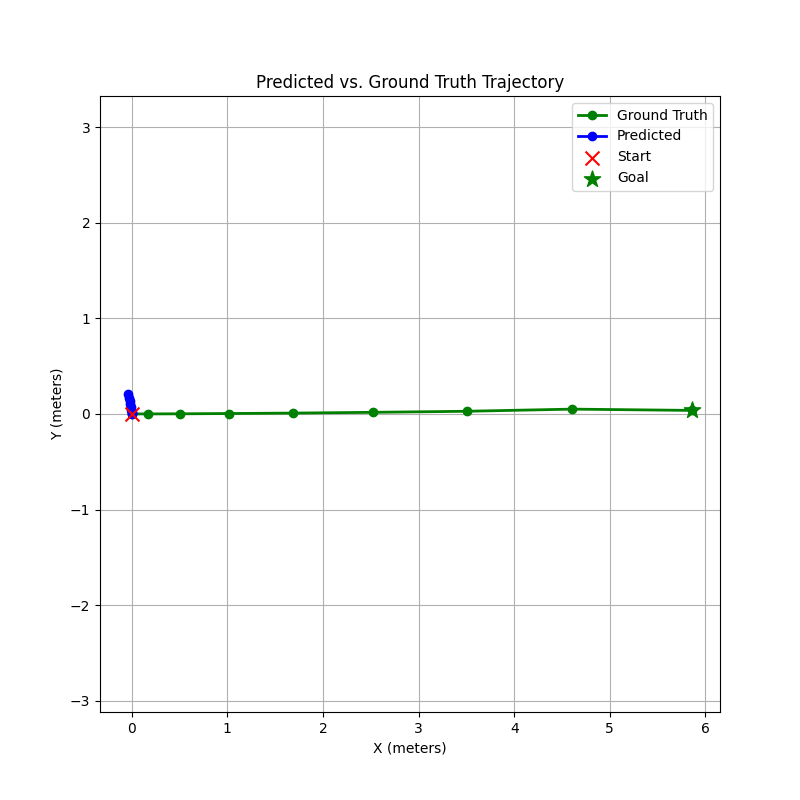 Predicted vs. Ground Truth Trajectory
Ground Truth
Predicted
Start
Goal
3
2
1
0
−1
−2
−3
Y (meters)
0 1 2 3 4 5 6
X (meters)